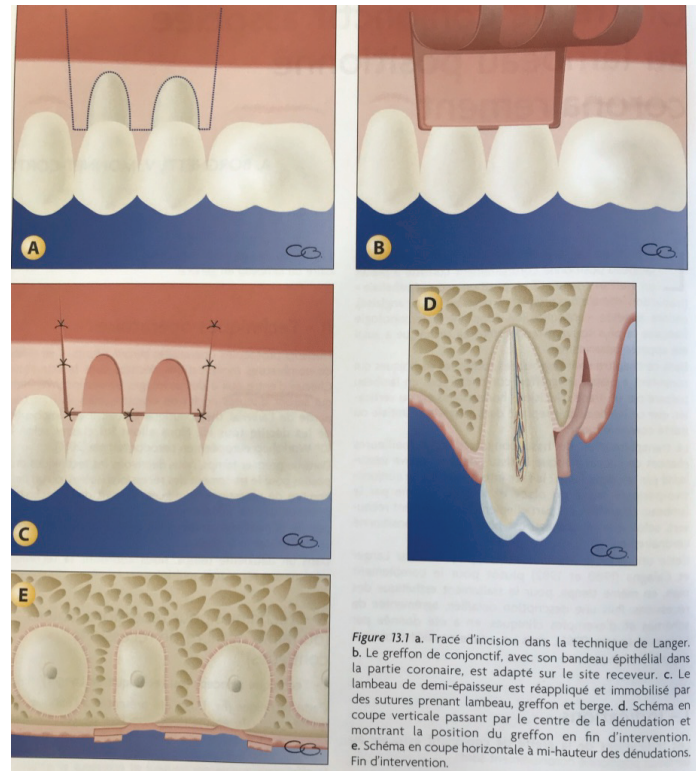 A
B
C
D
E
Figure 13.1 a. Tracé d'incision dans la technique de Langer.
b. Le greffon de conjonctif, avec son bandeau épithélial dans
la partie coronaire, est adapté sur le site receveur. c. Le
lambeau de demi-épaisseur est réappliqué et immobilisé par
des sutures prenant lambeau, greffon et berge. d. Schéma en
coupe verticale passant par le centre de la dénudation et
montrant la position du greffon en fin d'intervention.
e. Schéma en coupe horizontale à mi-hauteur des dénudations.
Fin d'intervention.